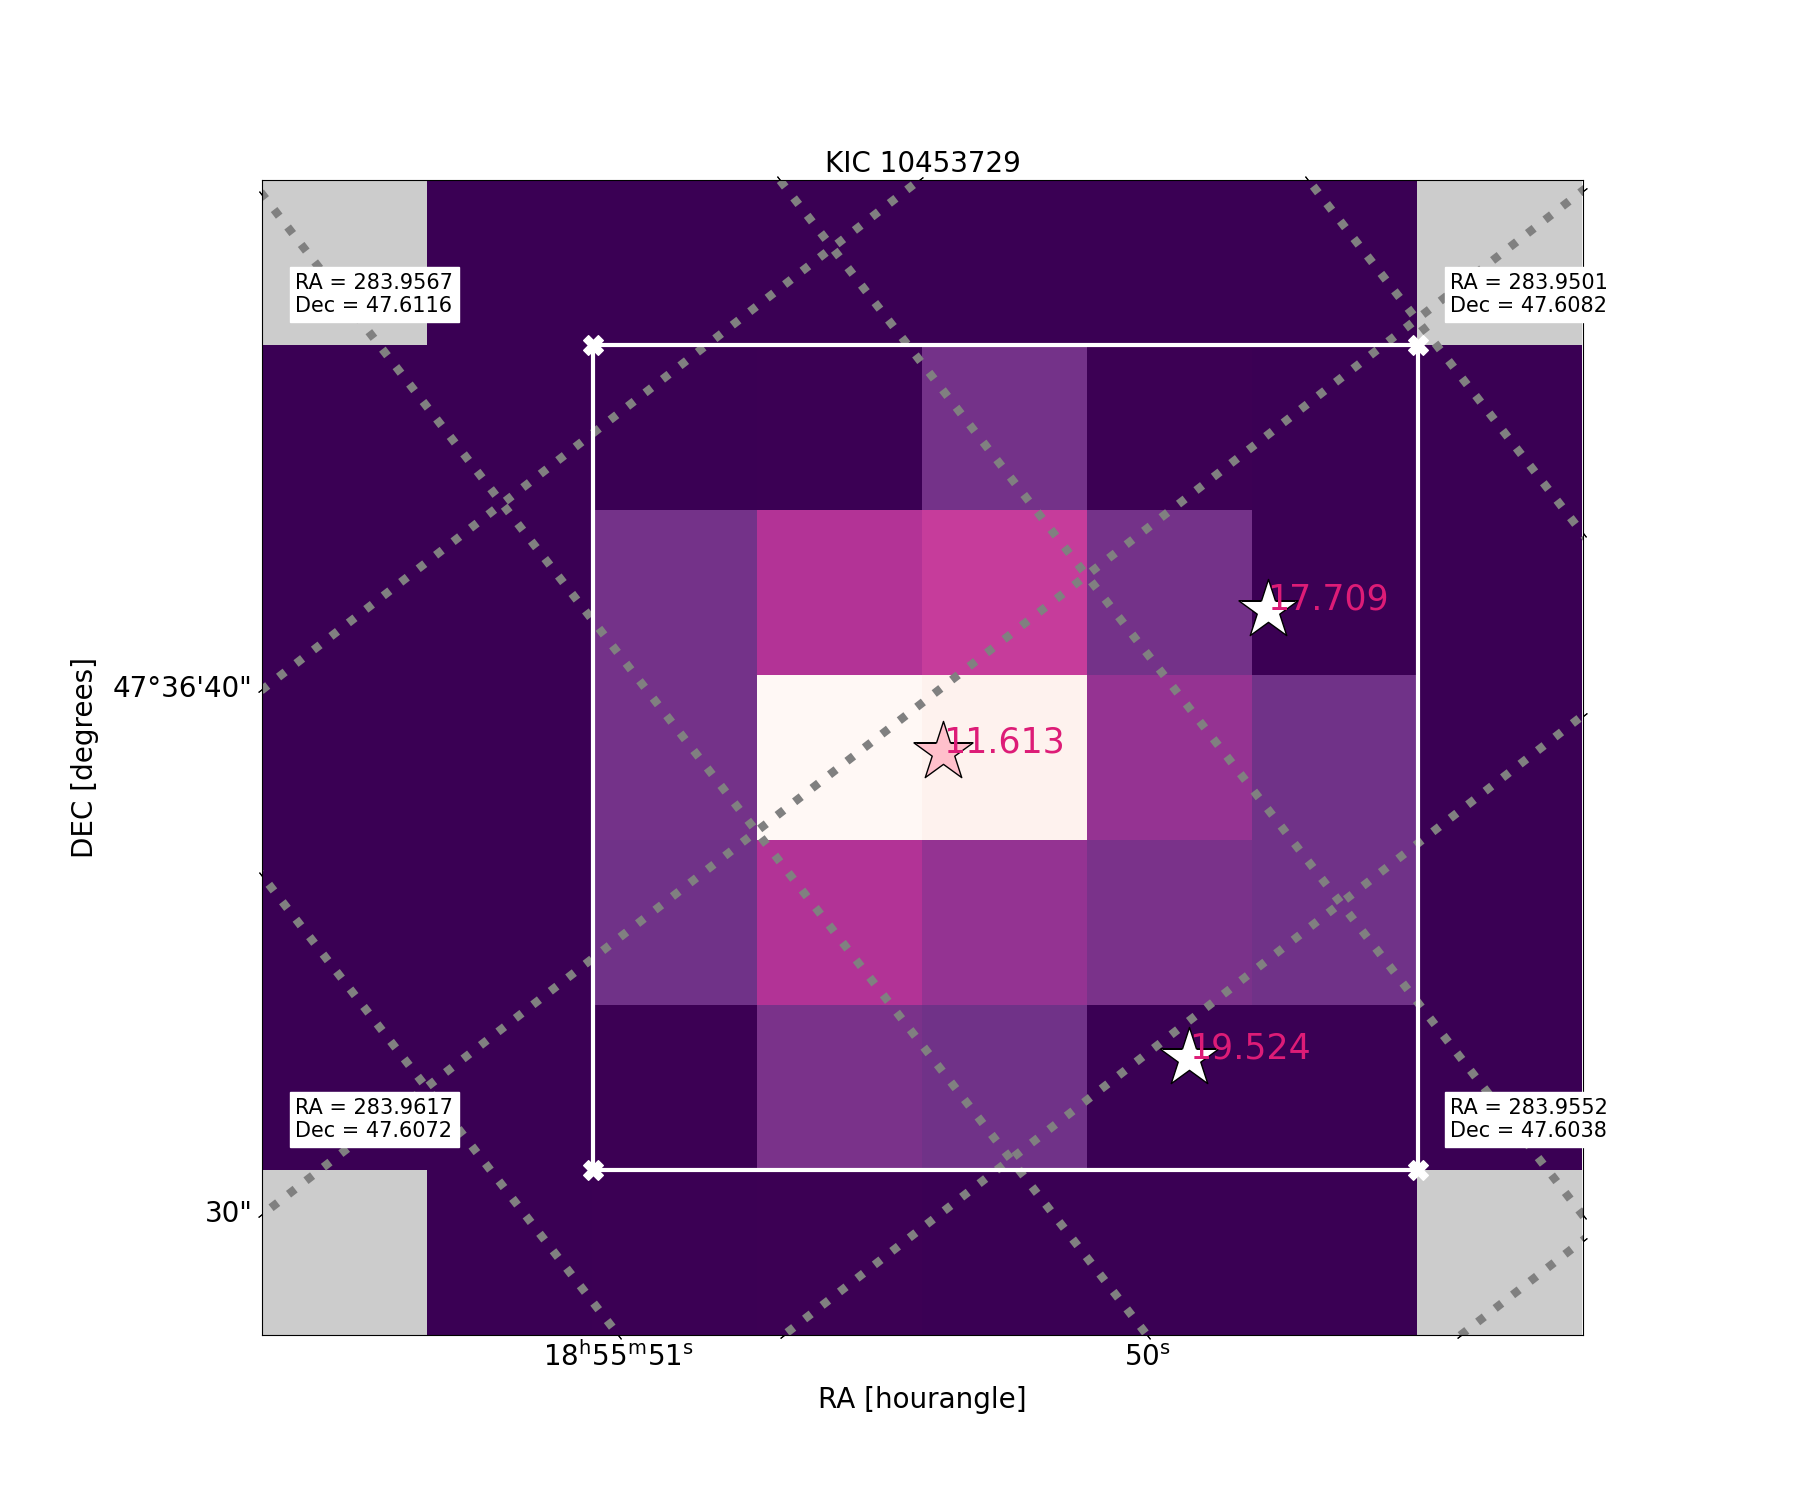 KIC 10453729
RA = 283.9567
Dec = 47.6116
RA = 283.9501
Dec = 47.6082
17.709
11.613
47°36'40"
DEC [degrees]
19.524
RA = 283.9617
Dec = 47.6072
RA = 283.9552
Dec = 47.6038
30"
18h55m51s
50s
RA [hourangle]